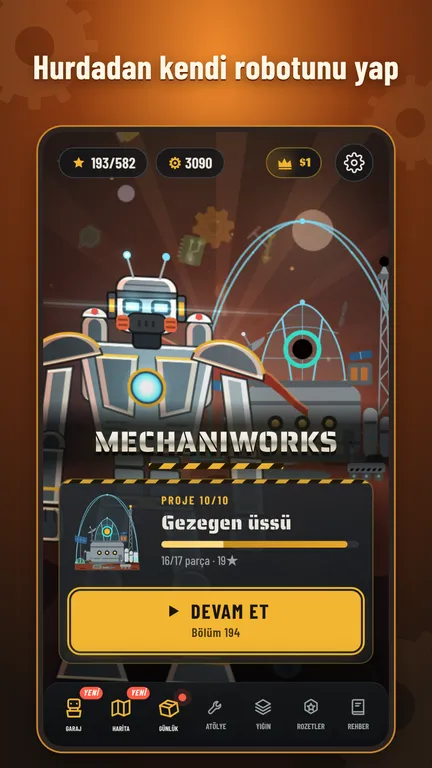 Hurdadan kendi robotunu yap
193/582
3090
S1
MECHANIWORKS
PROJE 10/10
Gezegen üssü
16/17 parça · 19★
DEVAM ET
Bölüm 194
YENİ
YENİ
GARAJ
HARİTA
GÜNLÜK
ATÖLYE
YIĞIN
ROZETLER
REHBER